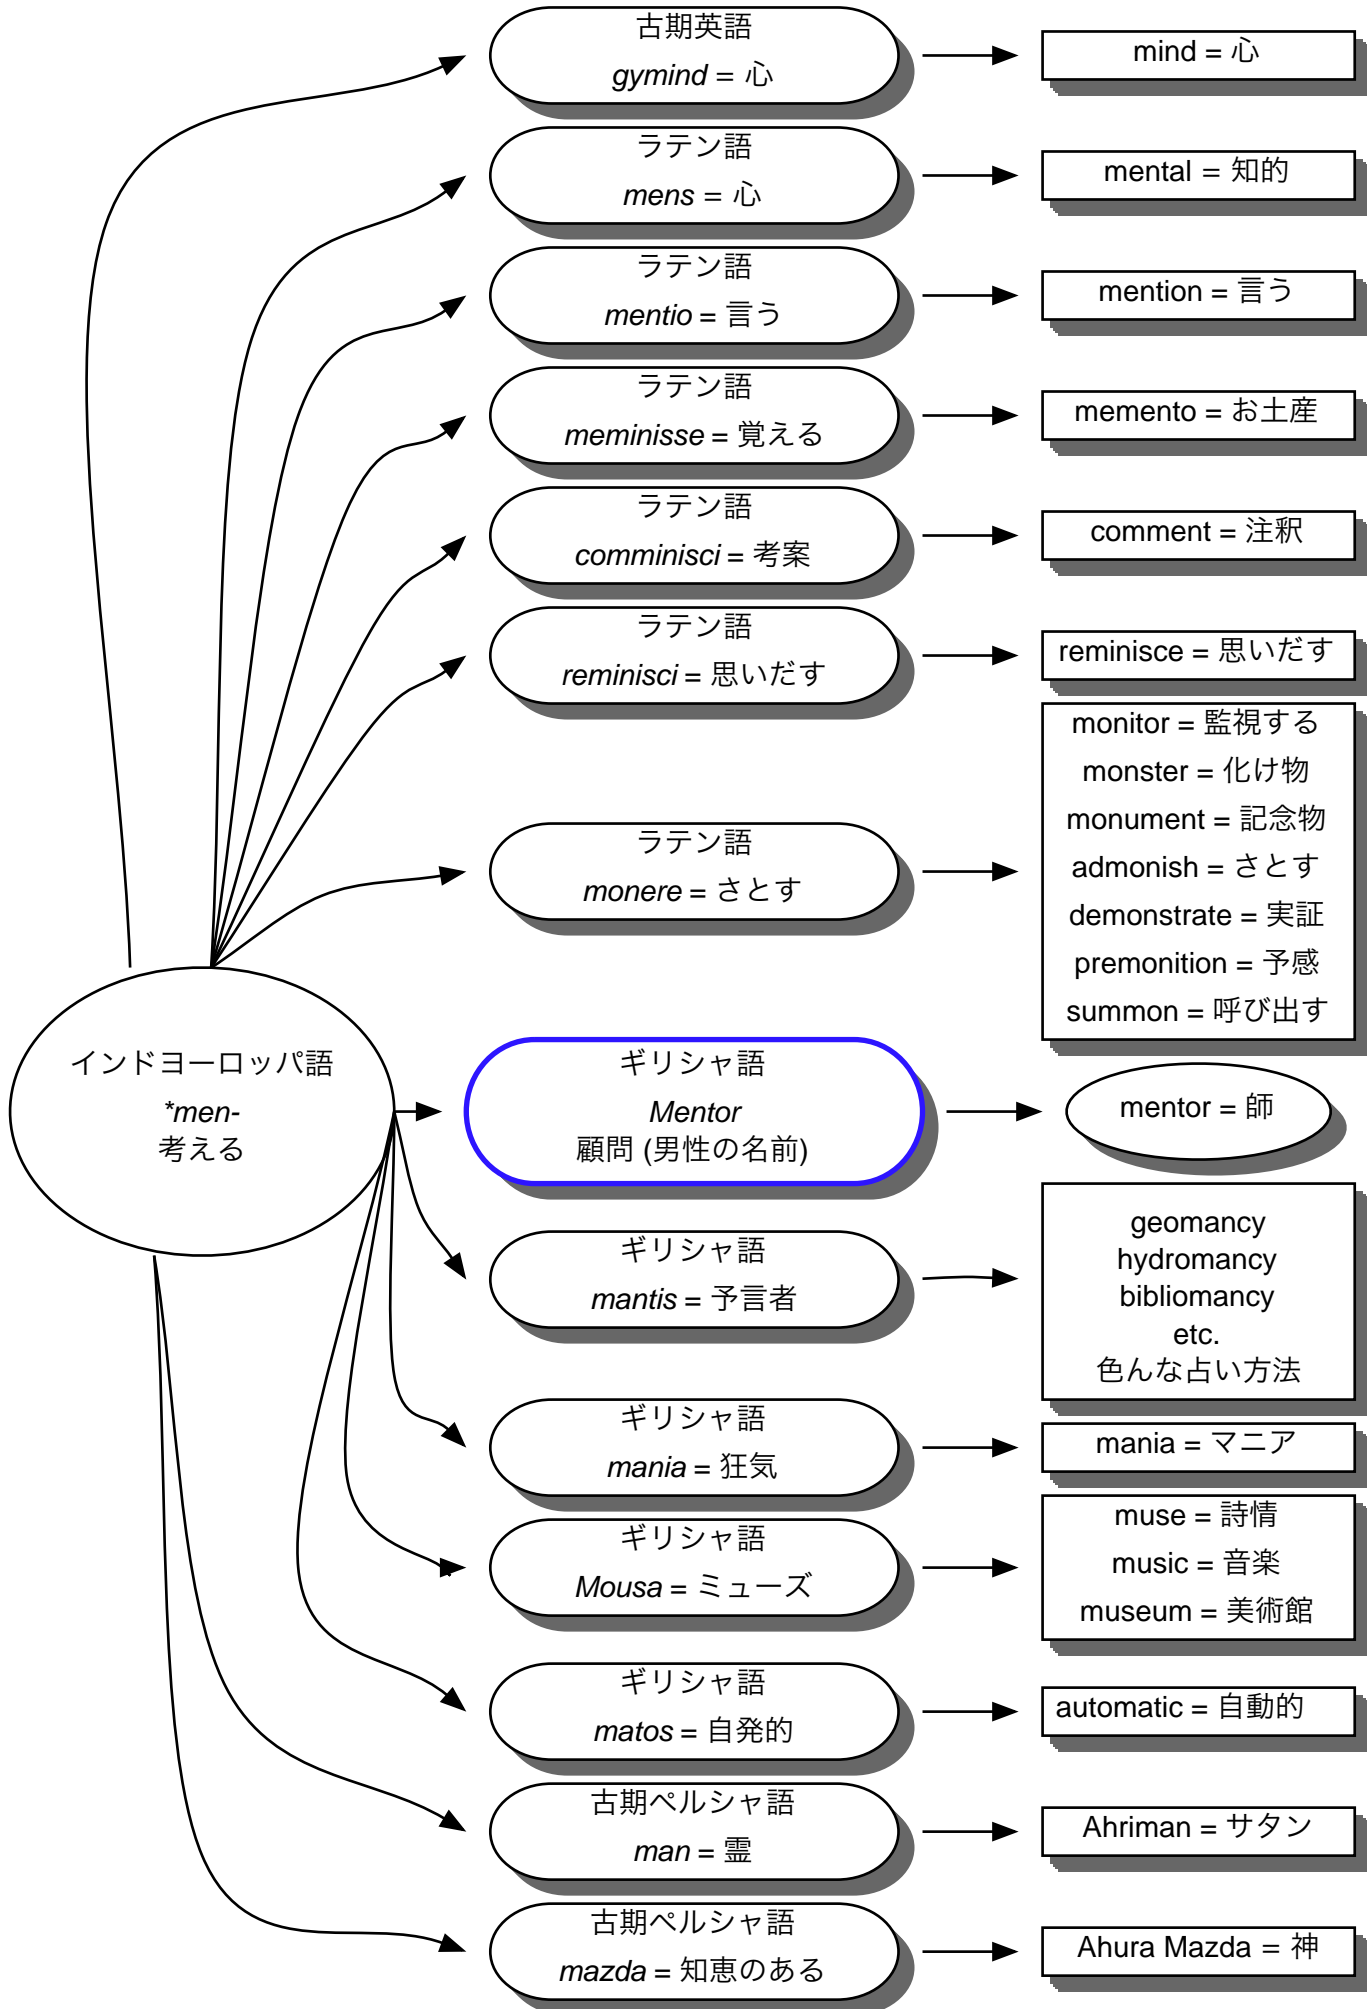 古期英語
gymind = 心
mind = 心
ラテン語
mens = 心
mental = 知的
ラテン語
mentio = 言う
mention = 言う
ラテン語
meminisse = 覚える
memento = お土産
ラテン語
comminisci = 考案
comment = 注釈
ラテン語
reminisci = 思いだす
reminisce = 思いだす
ラテン語
monere = さとす
monitor = 監視する
monster = 化け物
monument = 記念物
admonish = さとす
demonstrate = 実証
premonition = 予感
summon = 呼び出す
インドヨーロッパ語
*men-
考える
ギリシャ語
Mentor
顧問 (男性の名前)
mentor = 師
ギリシャ語
mantis = 予言者
geomancy
hydromancy
bibliomancy
etc.
色んな占い方法
ギリシャ語
mania = 狂気
mania = マニア
ギリシャ語
Mousa = ミューズ
muse = 詩情
music = 音楽
museum = 美術館
ギリシャ語
matos = 自発的
automatic = 自動的
古期ペルシャ語
man = 霊
Ahriman = サタン
古期ペルシャ語
mazda = 知恵のある
Ahura Mazda = 神